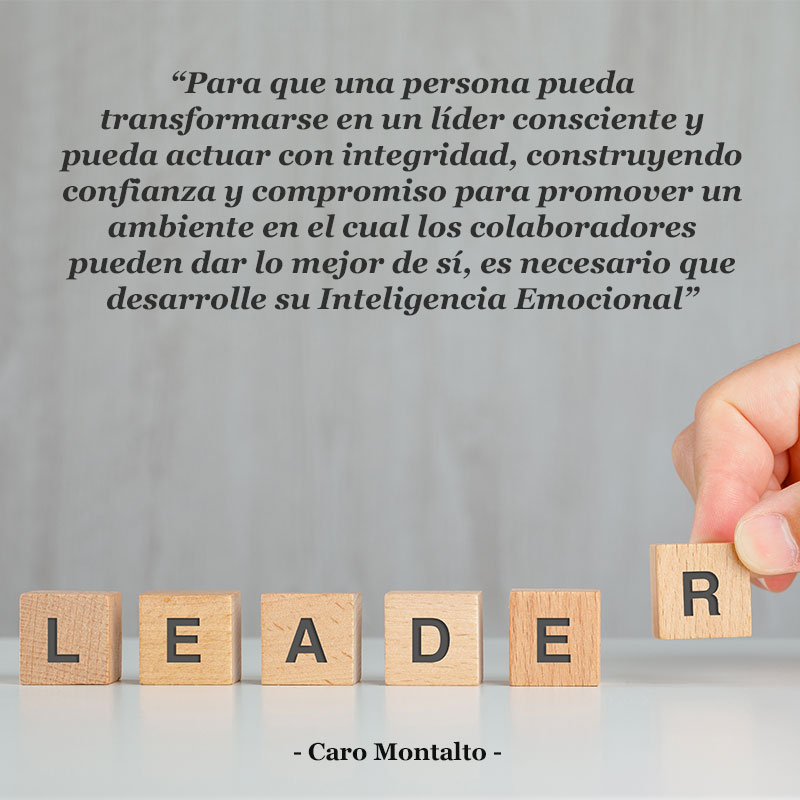 “Para que una persona pueda
transformarse en un líder consciente y
pueda actuar con integridad, construyendo
confianza y compromiso para promover un
ambiente en el cual los colaboradores
pueden dar lo mejor de sí, es necesario que
desarrolle su Inteligencia Emocional”
L E A D E R
- Caro Montalto -